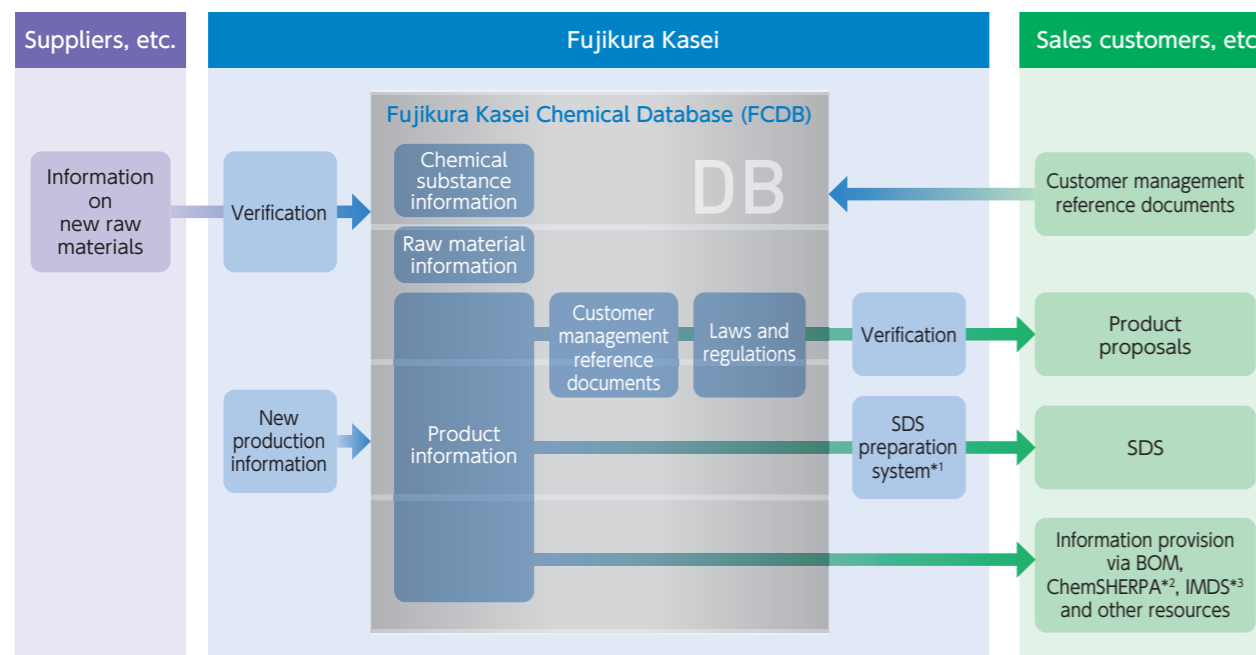 Suppliers, etc.
Fujikura Kasei
Sales customers, etc
Fujikura Kasei Chemical Database (FCDB)
DB
Information
on
new raw
materials
Verification
Chemical
substance
information
Raw material
information
Customer management
reference documents
Customer
management
reference
documents
Laws and
regulations
Verification
Product
proposals
New
production
information
Product
information
SDS
preparation
system*1
SDS
Information provision
via BOM,
ChemSHERPA*2, IMDS*3
and other resources